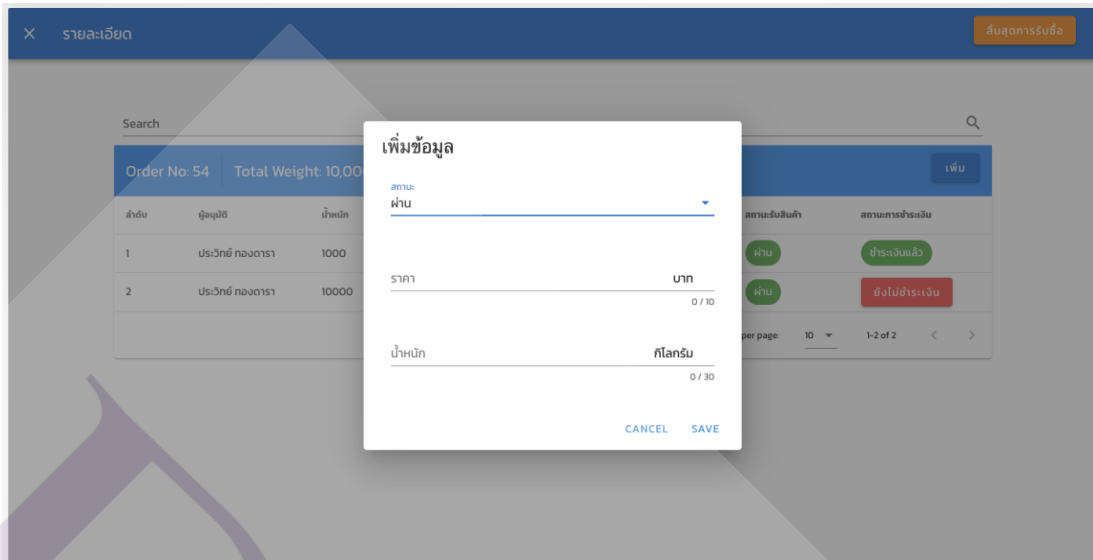 รายละเอียด
สิ้นสุดการรับซื้อ
Search
Order No: 54 Total Weight: 10,00
เพิ่ม
ลำดับ ผู้อนุมัติ น้ำหนัก สถานะรับสินค้า สถานะการชำระเงิน
1 ประวิทย์ ทองดารา 1000 ผ่าน ชำระเงินแล้ว
2 ประวิทย์ ทองดารา 10000 ผ่าน ยังไม่ชำระเงิน
per page: 10 1-2 of 2
เพิ่มข้อมูล
สถานะ
ผ่าน
ราคา บาท
0 / 10
น้ำหนัก กิโลกรัม
0 / 30
CANCEL SAVE